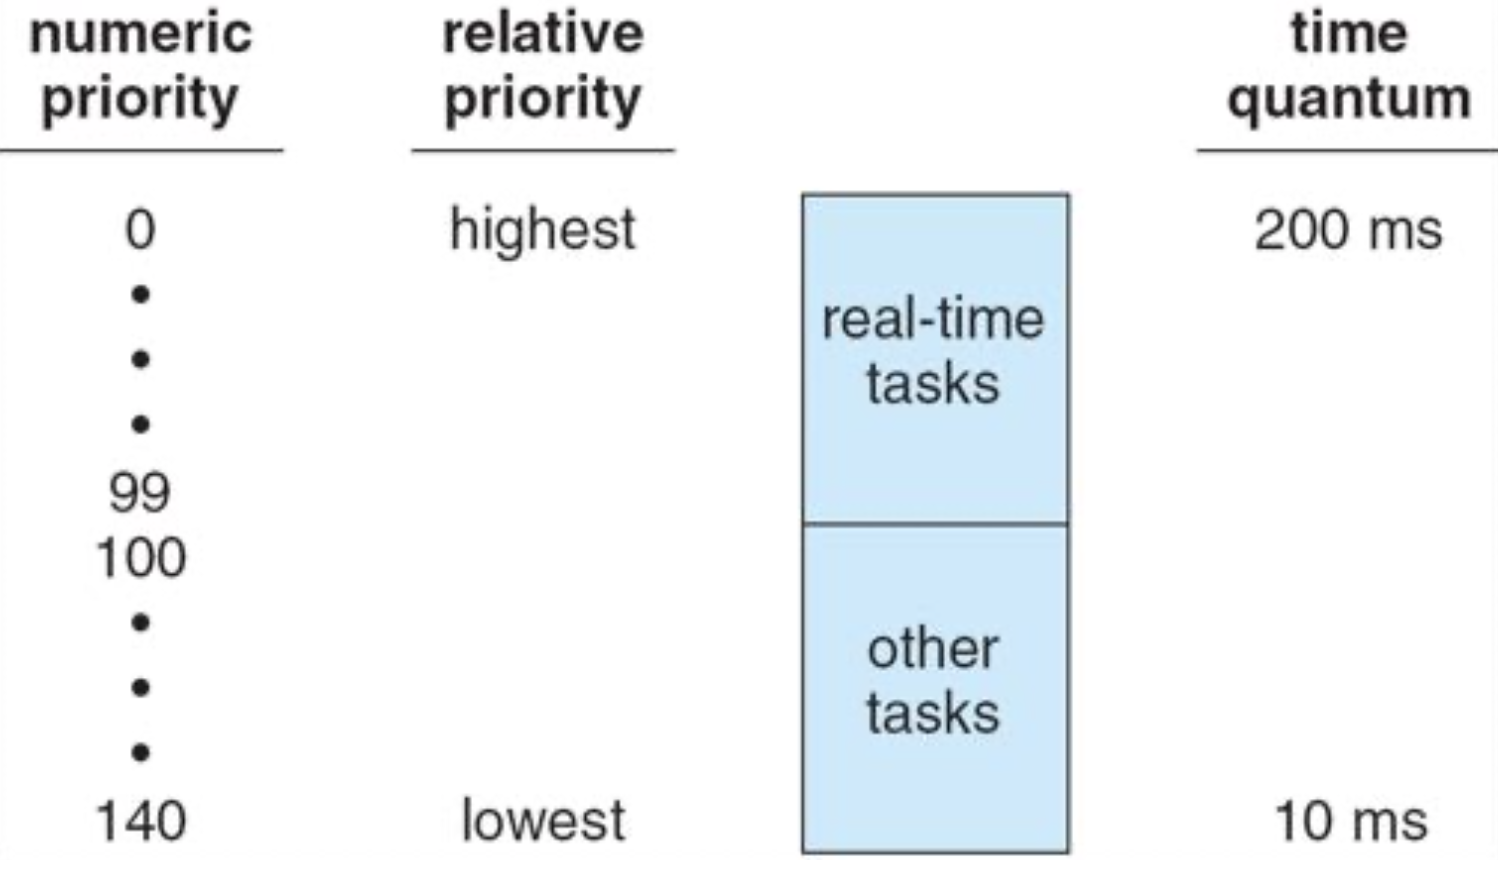 numeric priority
relative priority
time quantum
0
highest
200 ms
real-time tasks
99
100
other tasks
140
lowest
10 ms